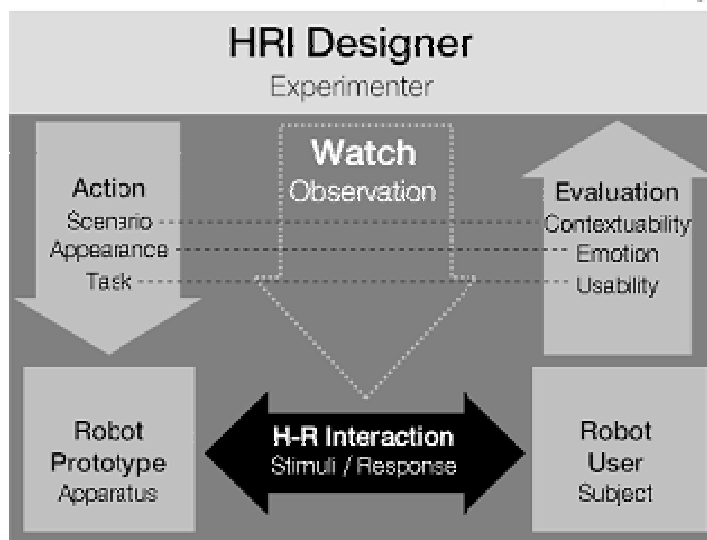 HRI Designer
Experimenter
Action
Scenario
Appearance
Task
Watch
Observation
Evaluation
Contextuability
Emotion
Usability
Robot
Prototype
Apparatus
H-R Interaction
Stimuli / Response
Robot
User
Subject